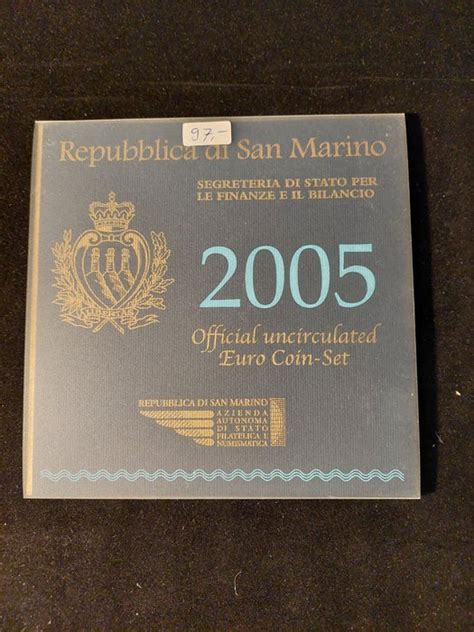 97,-
Repubblica di San Marino
SEGRETERIA DI STATO PER
LE FINANZE E IL BILANCIO
2005
Official uncirculated
Euro Coin-Set
LIBERTAS
REPUBBLICA DI SAN MARINO
AZIENDA
AUTONOMA
DI STATO
FILATELICA E
NUMISMATICA